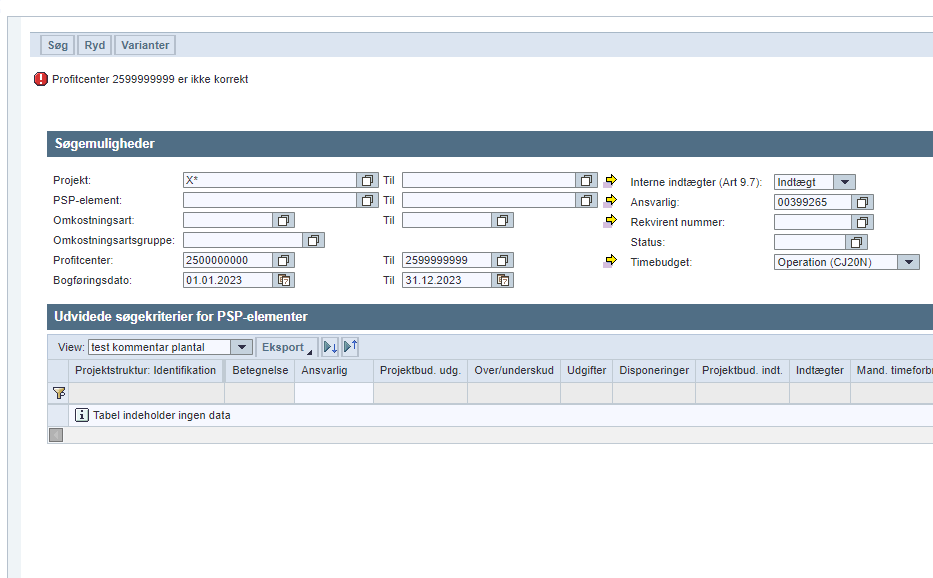 Søg Ryd Varianter
Profitcenter 2599999999 er ikke korrekt
Søgemuligheder
Projekt: X* Til Interne indtægter (Art 9.7): Indtægt
PSP-element: Til Ansvarlig: 00399265
Omkostningsart: Til Rekvirent nummer:
Omkostningsartsgruppe: Status:
Profitcenter: 2500000000 Til 2599999999 Timebudget: Operation (CJ20N)
Bogføringsdato: 01.01.2023 Til 31.12.2023
Udvidede søgekriterier for PSP-elementer
View: test kommentar plantal Eksport
Projektstruktur: Identifikation Betegnelse Ansvarlig Projektbud. udg. Over/underskud Udgifter Disponeringer Projektbud. indt. Indtægter Mand. timeforbr
Tabel indeholder ingen data